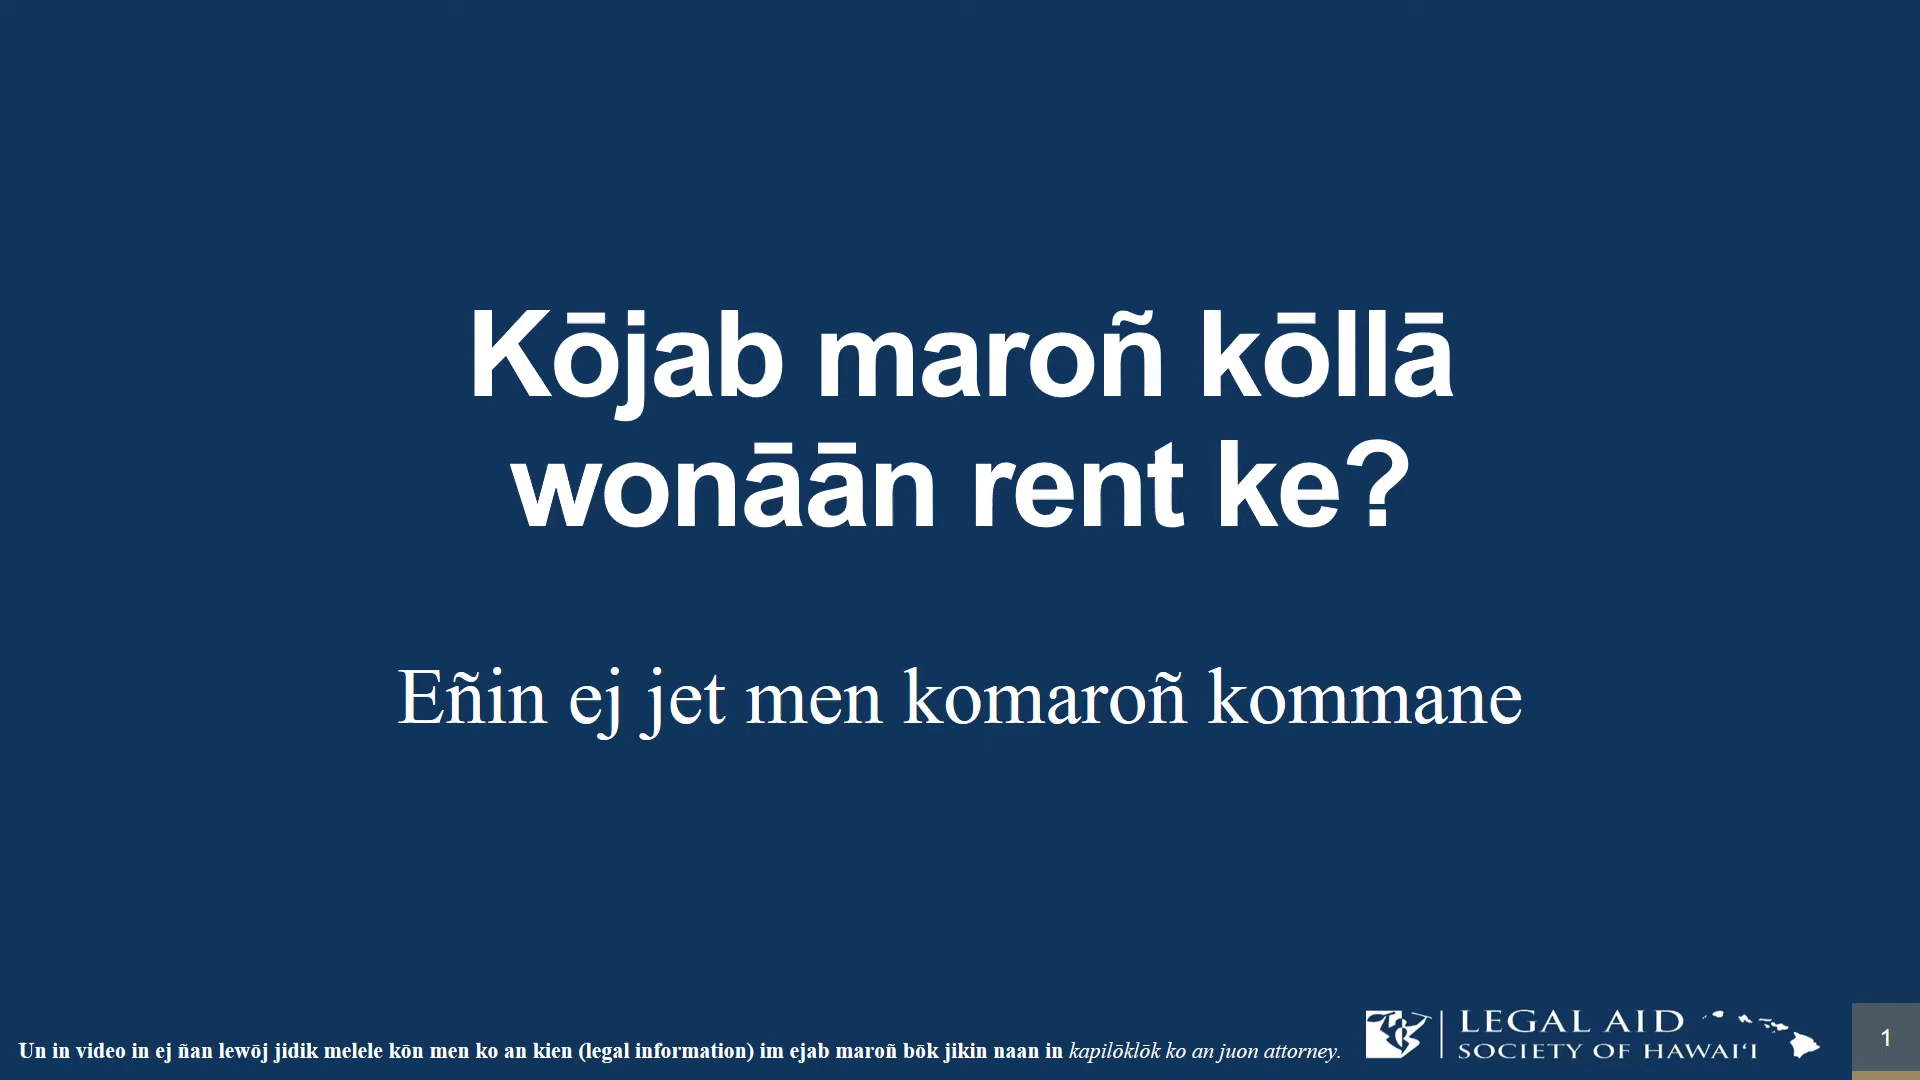 Kōjab maroñ kōllā
wonāān rent ke?
Eñin ej jet men komaroñ kommane
Un in video in ej ñan lewōj jidik melele kōn men ko an kien (legal information) im ejab maroñ bōk jikin naan in kapilōklōk ko an juon attorney.
LEGAL AID
SOCIETY OF HAWAI‘I
1